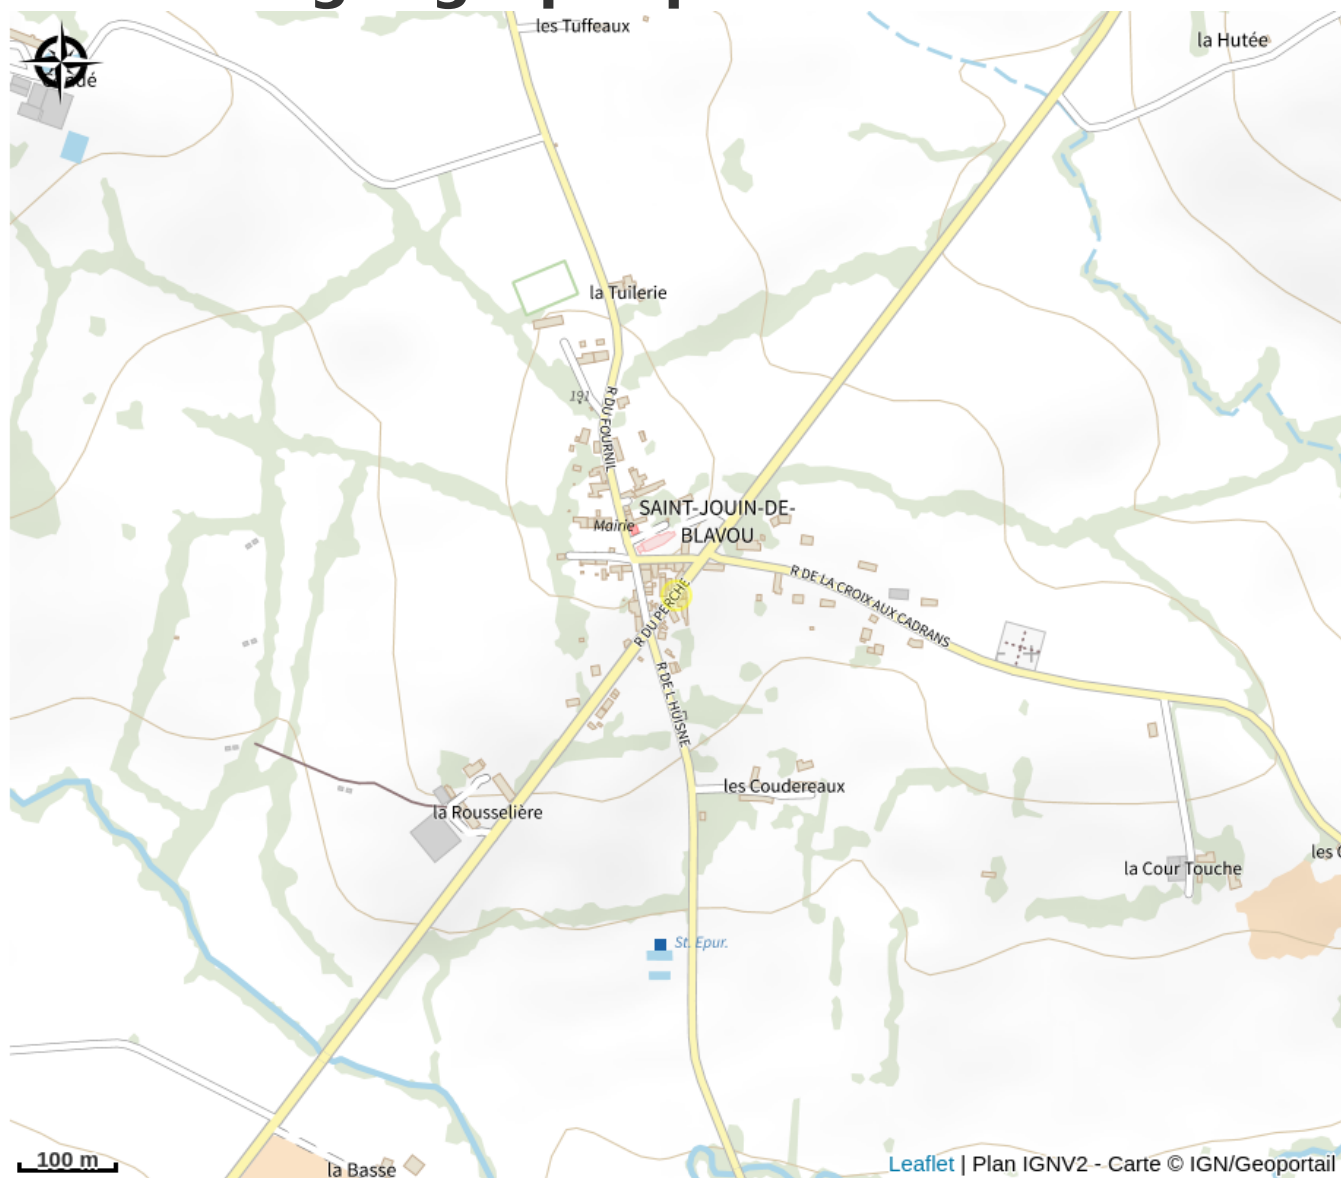 les Tuffeaux
la Hutée
la Tuilerie
191
R DU FOURNIL
SAINT-JOUIN-DE-
BLAVOU
Mairie
R DE LA CROIX AUX CADRANS
R DU PERCHE
R DE L HUISNE
les Coudereaux
la Rousselière
la Cour Touche
les
St. Epur.
la Basse
100 m
Leaflet | Plan IGNV2 - Carte © IGN/Geoportail